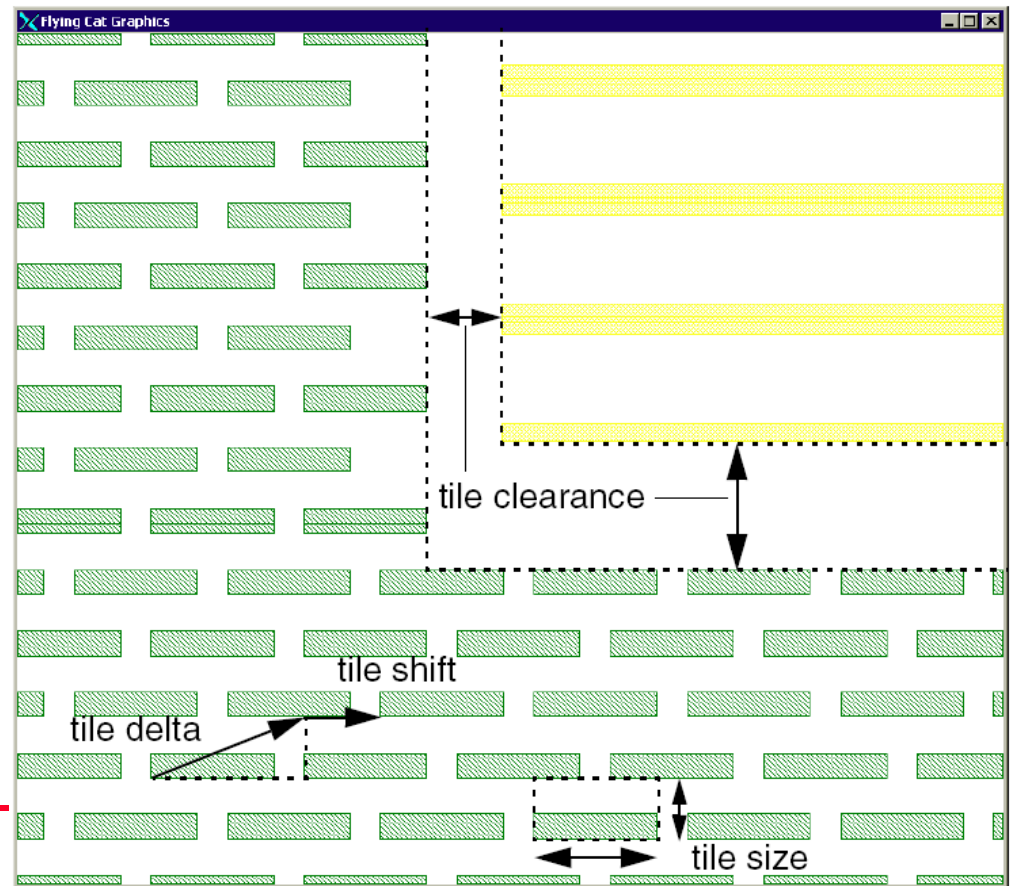 Flying Cat Graphics
tile clearance
tile shift
tile delta
tile size